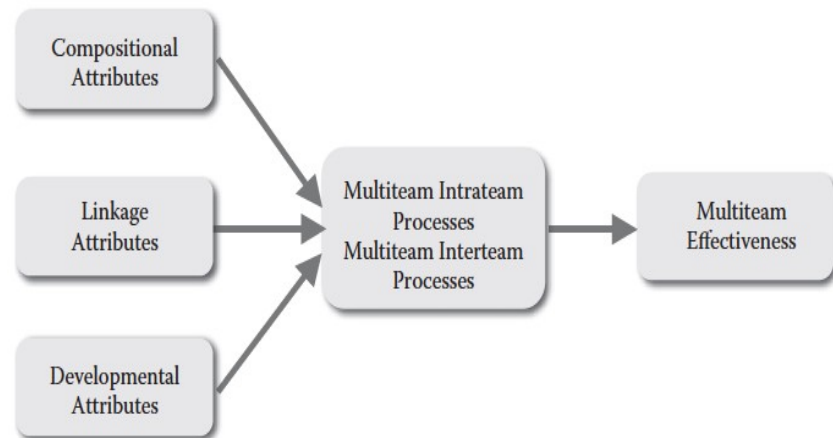 Compositional
Attributes
Linkage
Attributes
Developmental
Attributes
Multiteam Intrateam
Processes
Multiteam Interteam
Processes
Multiteam
Effectiveness